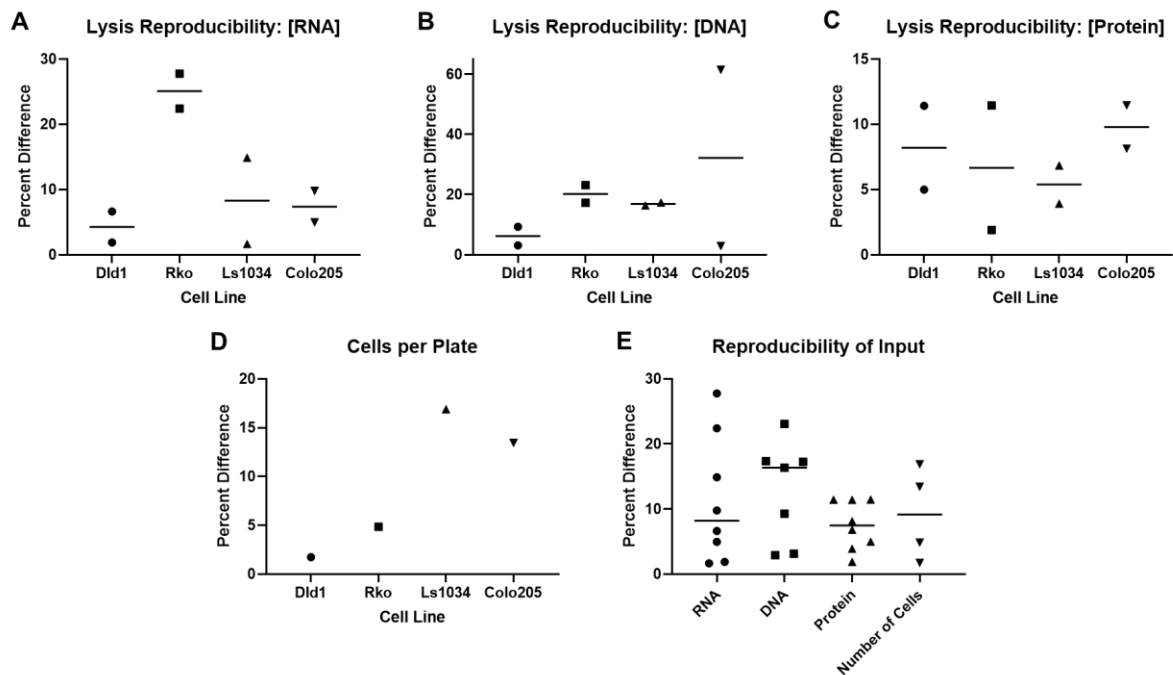 A
Lysis Reproducibility: [RNA]
Percent Difference
30
20
10
0
Dld1 Rko Ls1034 Colo205
Cell Line
B
Lysis Reproducibility: [DNA]
Percent Difference
60
40
20
0
Dld1 Rko Ls1034 Colo205
Cell Line
C
Lysis Reproducibility: [Protein]
Percent Difference
15
10
5
0
Dld1 Rko Ls1034 Colo205
Cell Line
D
Cells per Plate
Percent Difference
20
15
10
5
0
Dld1 Rko Ls1034 Colo205
Cell Line
E
Reproducibility of Input
Percent Difference
30
20
10
0
RNA
DNA
Protein
Number of Cells